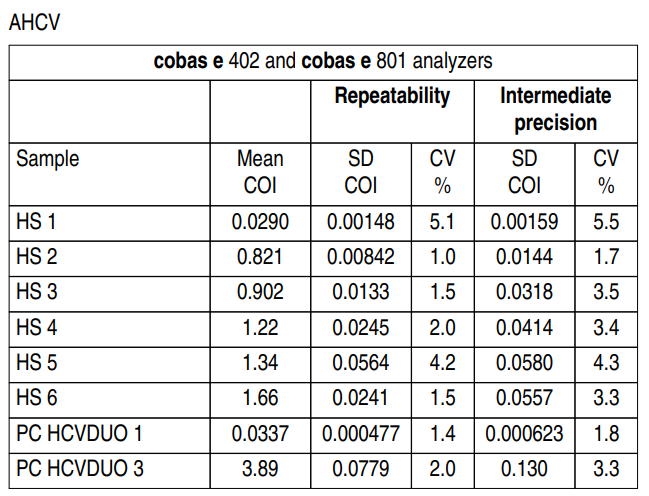 AHCV
cobas e 402 and cobas e 801 analyzers
Repeatability Intermediate
precision
Sample Mean SD CV SD CV
COI COI % COI %
HS 1 0.0290 0.00148 5.1 0.00159 5.5
HS 2 0.821 0.00842 1.0 0.0144 1.7
HS 3 0.902 0.0133 1.5 0.0318 3.5
HS 4 1.22 0.0245 2.0 0.0414 3.4
HS 5 1.34 0.0564 4.2 0.0580 4.3
HS 6 1.66 0.0241 1.5 0.0557 3.3
PC HCVDUO 1 0.0337 0.000477 1.4 0.000623 1.8
PC HCVDUO 3 3.89 0.0779 2.0 0.130 3.3